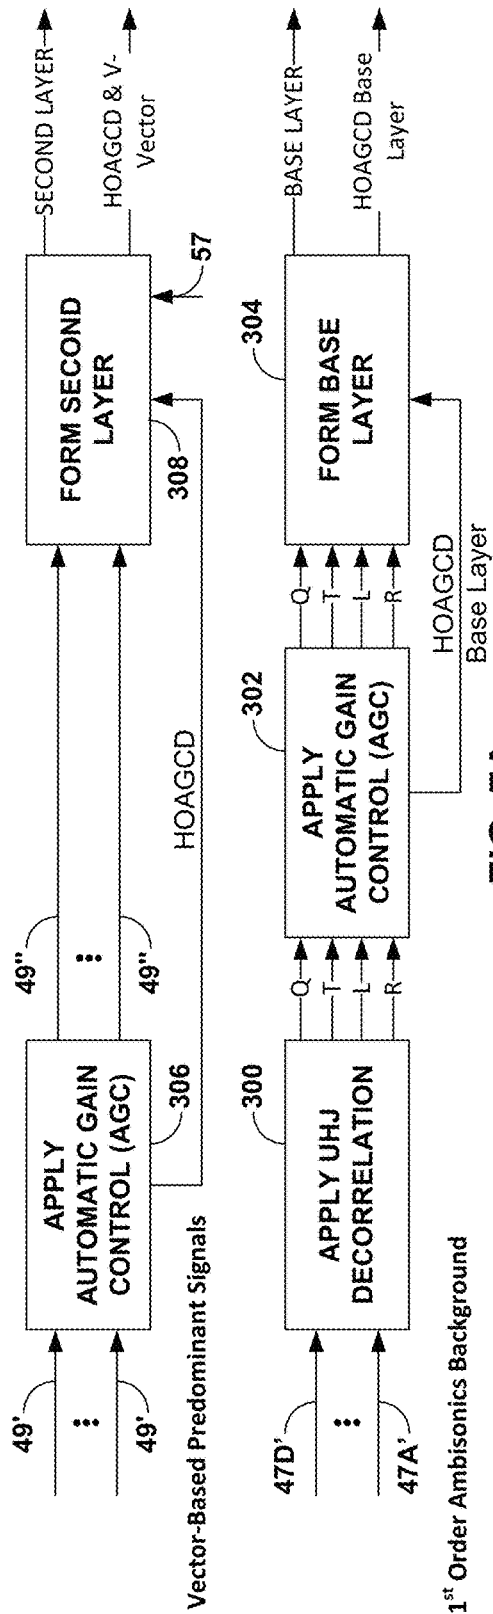 49'
49'
Vector-Based Predominant Signals
APPLY
AUTOMATIC GAIN
CONTROL (AGC)
306
49"
49"
HOAGCD
FORM SECOND
LAYER
308
57
SECOND LAYER
HOAGCD & V-
Vector
47D'
47A'
1st Order Ambisonics Background
APPLY UHJ
DECORRELATION
300
Q
T
L
R
APPLY
AUTOMATIC GAIN
CONTROL (AGC)
302
Q
T
L
R
HOAGCD
Base Layer
FORM BASE
LAYER
304
BASE LAYER
HOAGCD Base
Layer